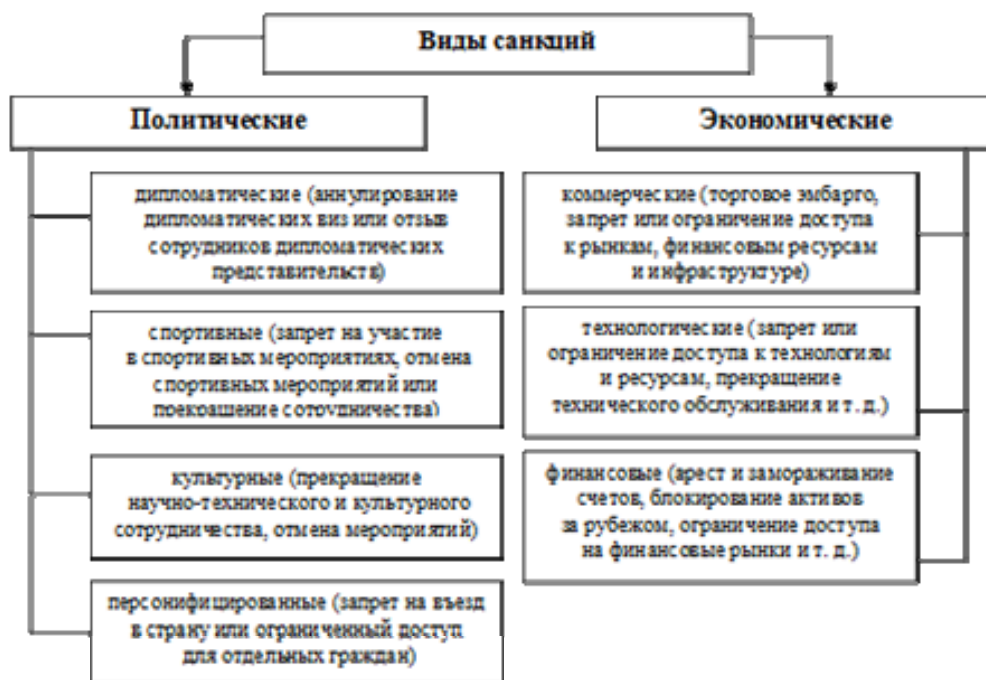 Виды санкций
Политические
дипломатические (аннулирование
дипломатических виз или отзыв
сотрудников дипломатических
представительств)
спортивные (запрет на участие
в спортивных мероприятиях, отмена
спортивных мероприятий или
прекращение сотрудничества)
культурные (прекращение
научно-технического и культурного
сотрудничества, отмена мероприятий)
персонифицированные (запрет на въезд
в страну или ограниченный доступ
для отдельных граждан)
Экономические
коммерческие (торговое эмбарго,
запрет или ограничение доступа
к рынкам, финансовым ресурсам
и инфраструктуре)
технологические (запрет или
ограничение доступа к технологиям
и ресурсам, прекращение
технического обслуживания и т. д.)
финансовые (арест и замораживание
счетов, блокирование активов
за рубежом, ограничение доступа
на финансовые рынки и т. д.)